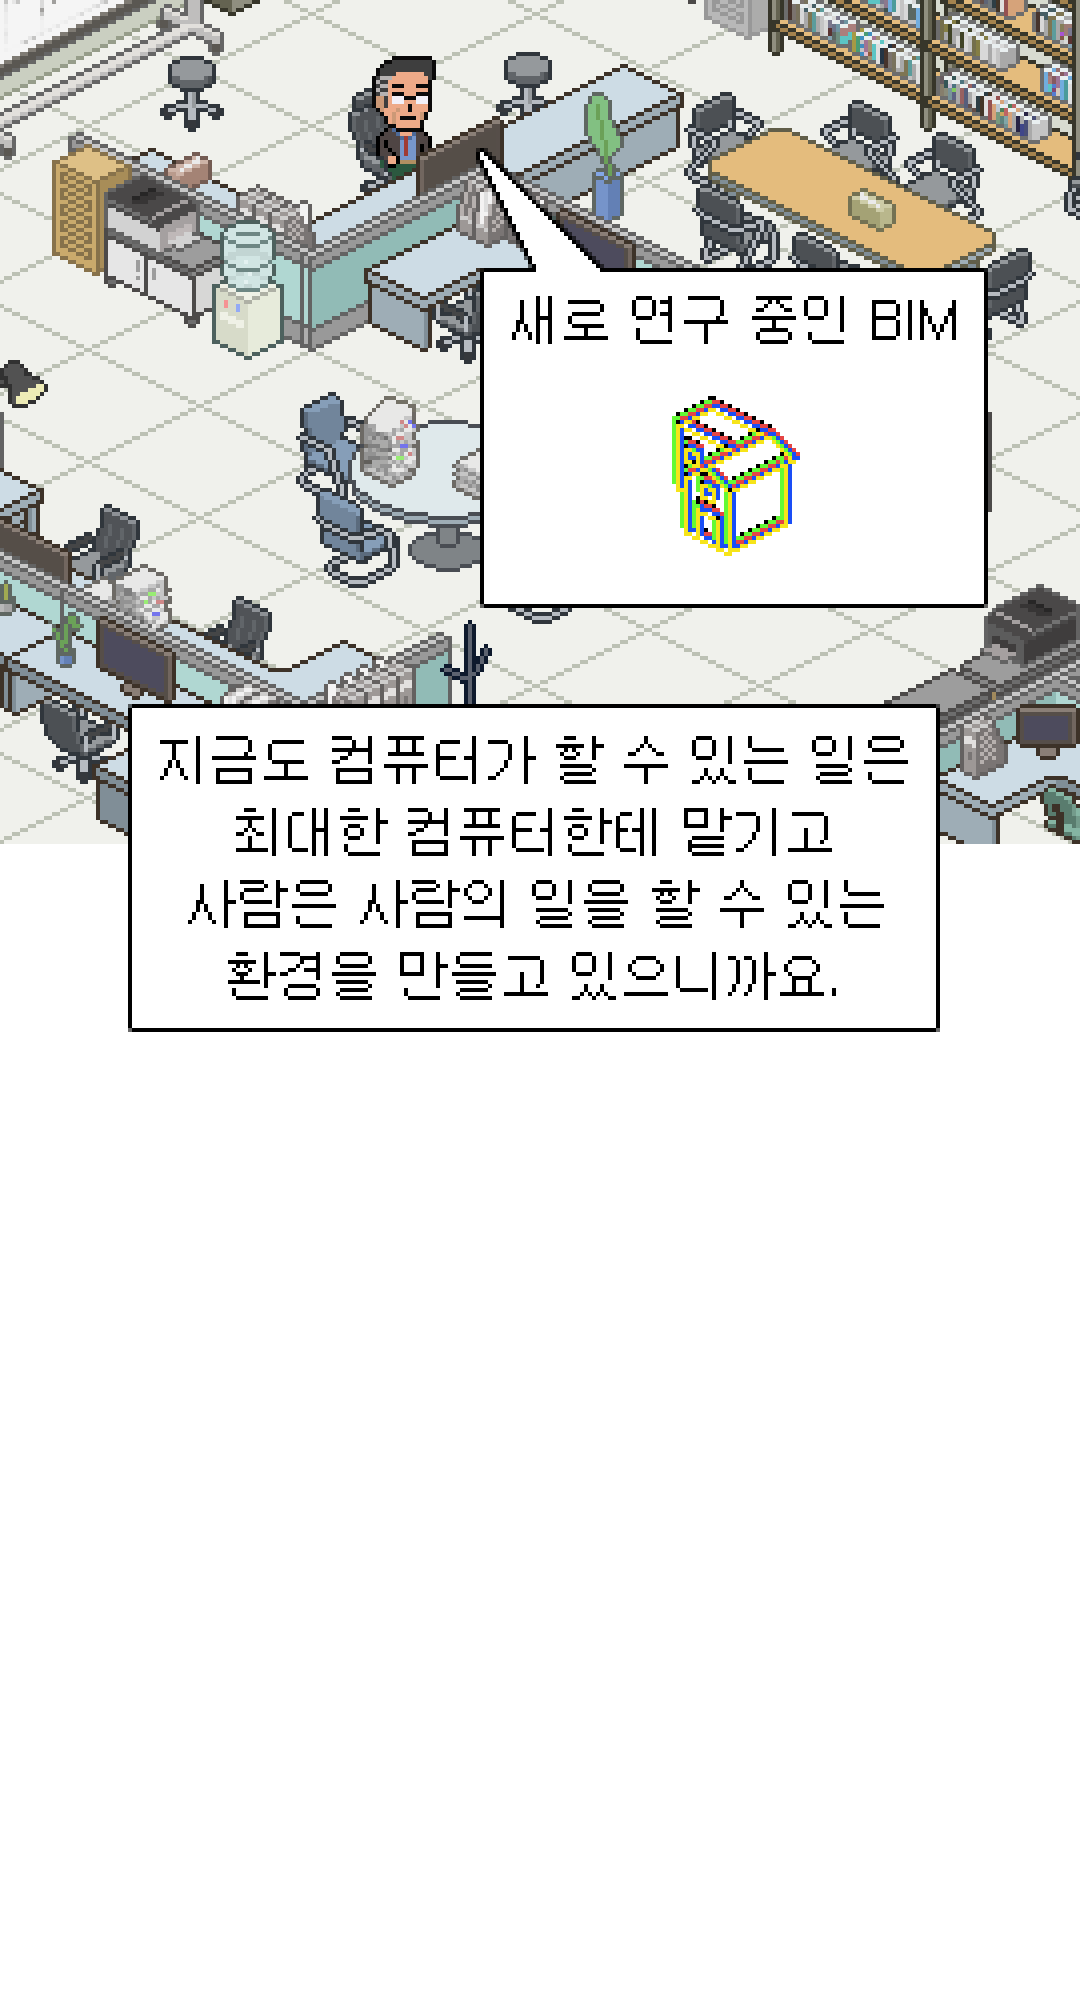 새로 연구 중인 BIM
지금도 컴퓨터가 할 수 있는 일은
최대한 컴퓨터한테 맡기고
사람은 사람의 일을 할 수 있는
환경을 만들고 있으니까요.